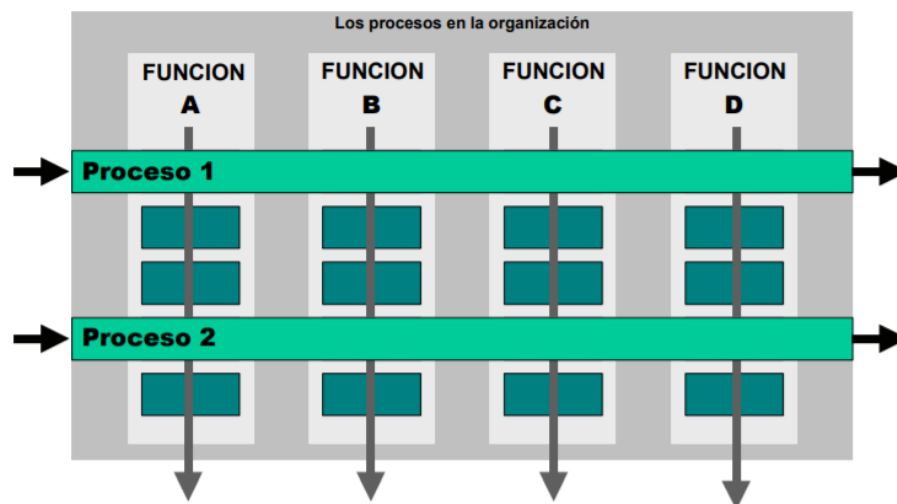 Los procesos en la organización
FUNCION
A
FUNCION
B
FUNCION
C
FUNCION
D
Proceso 1
Proceso 2